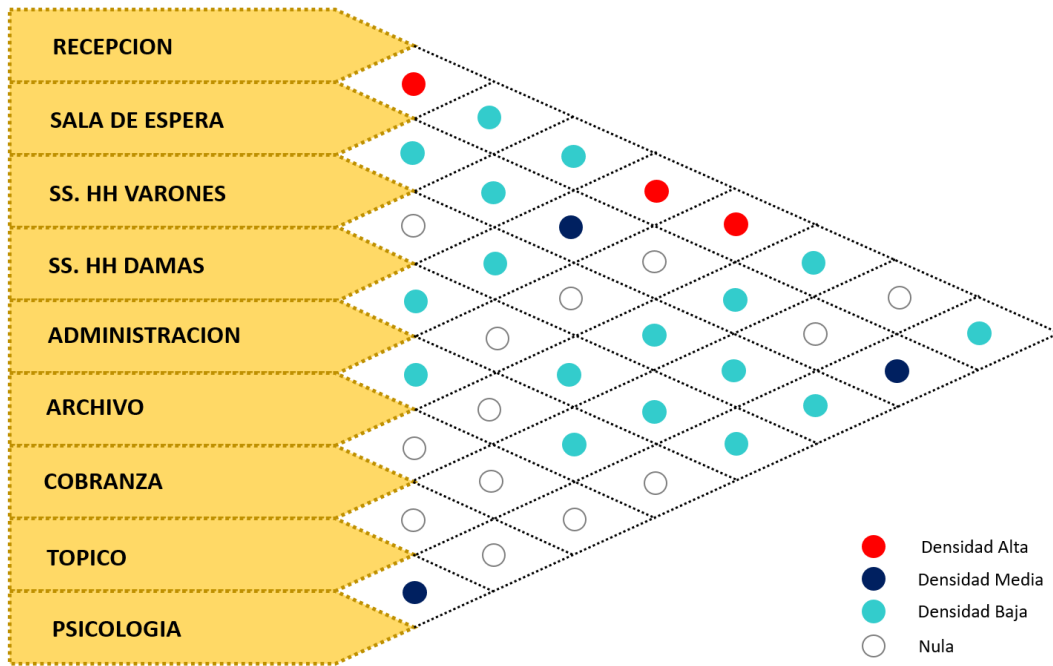 RECEPCION
SALA DE ESPERA
SS. HH VARONES
SS. HH DAMAS
ADMINISTRACION
ARCHIVO
COBRANZA
TOPICO
PSICOLOGIA
Densidad Alta
Densidad Media
Densidad Baja
Nula